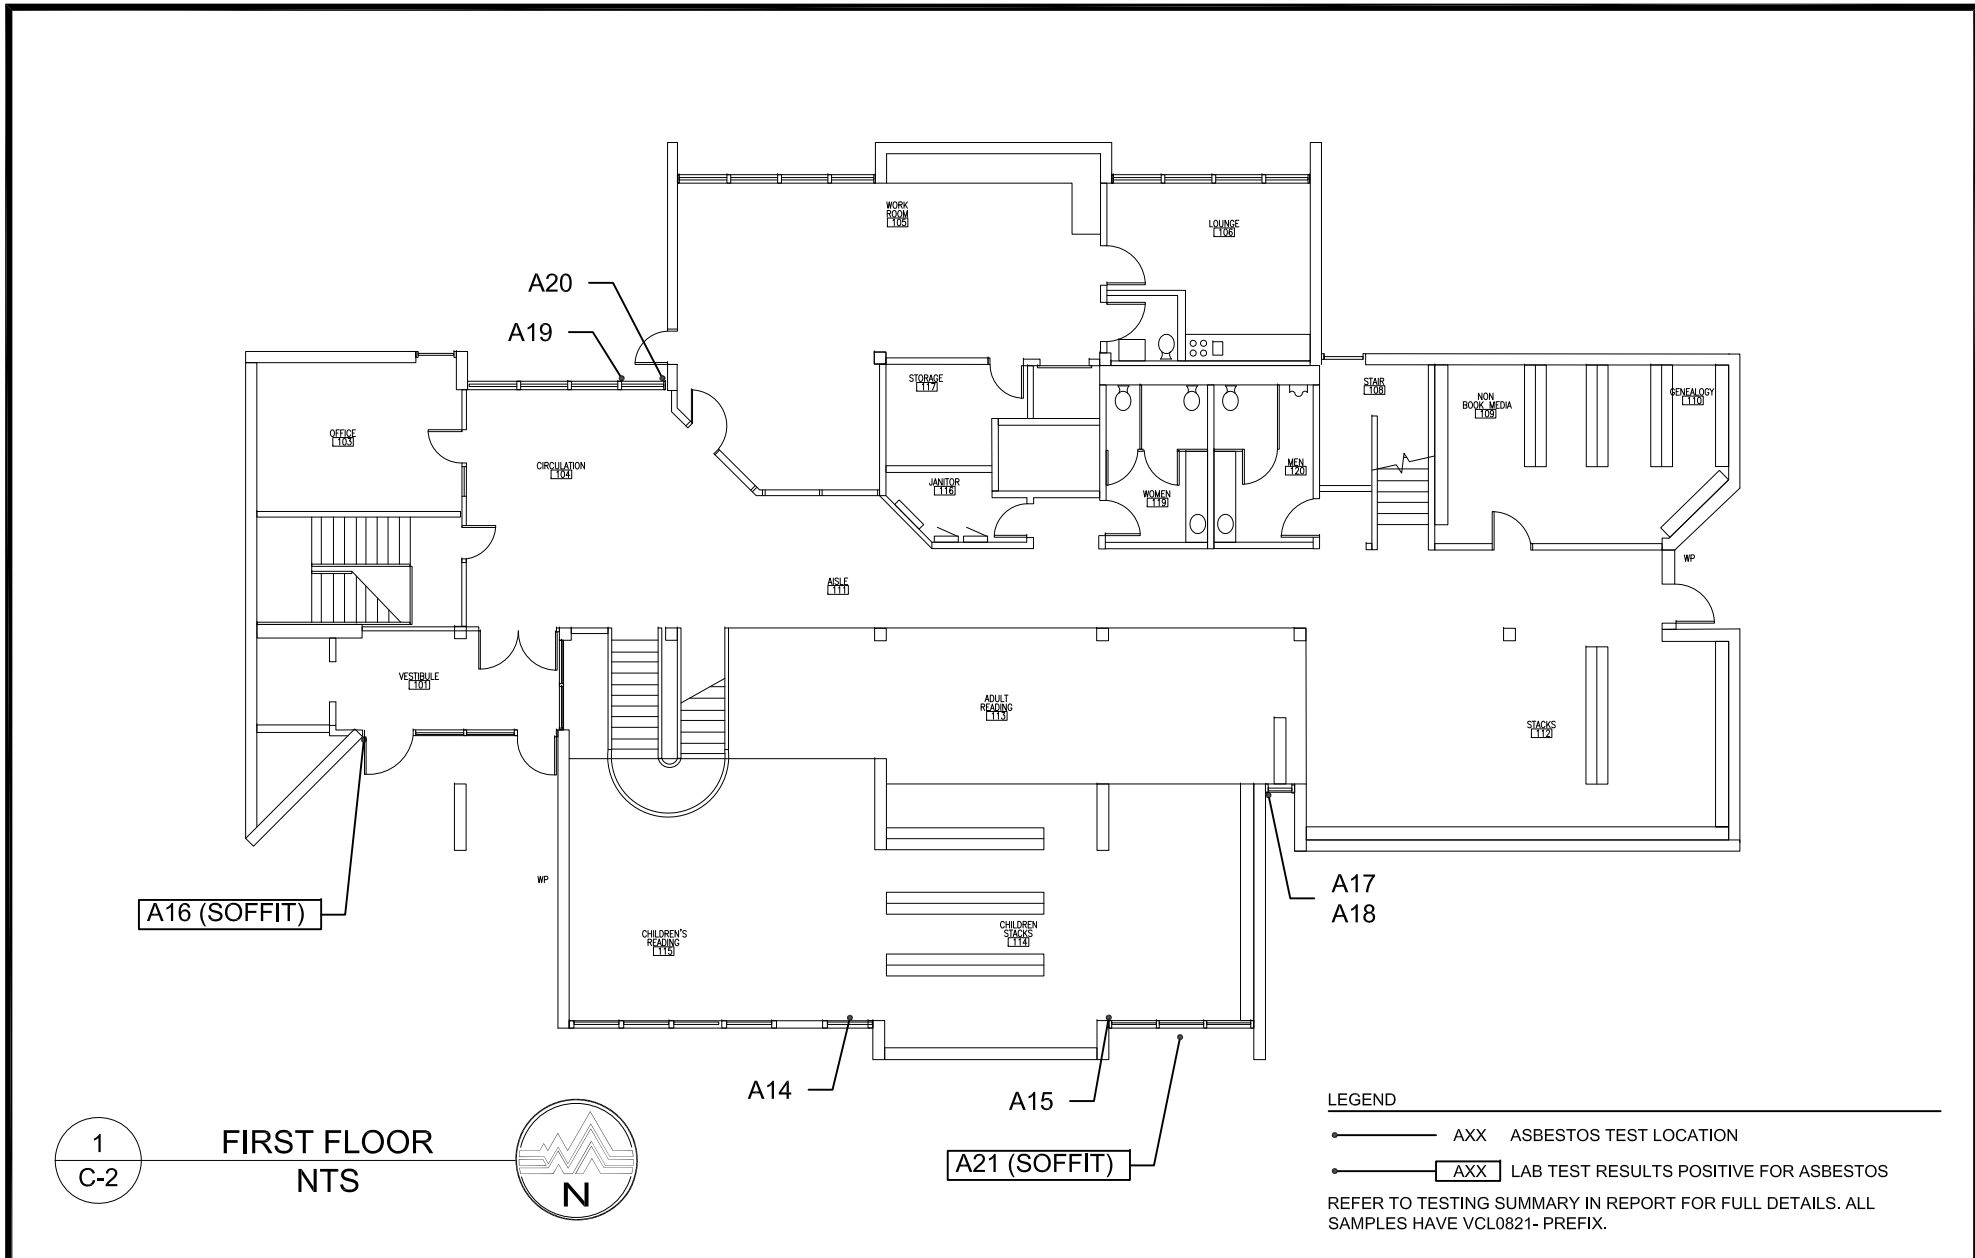 WORK
ROOM
105
LOUNGE
106
A20
A19
STORAGE
117
STAIR
108
NON
BOOK MEDIA
109
GENEALOGY
110
OFFICE
103
CIRCULATION
104
JANITOR
116
WOMEN
119
MEN
120
AISLE
111
WP
VESTIBULE
101
ADULT
READING
113
STACKS
112
A16 (SOFFIT)
WP
CHILDREN'S
READING
115
CHILDREN
STACKS
114
A17
A18
A14
A15
A21 (SOFFIT)
1
C-2
FIRST FLOOR
NTS
N
LEGEND
AXX ASBESTOS TEST LOCATION
AXX LAB TEST RESULTS POSITIVE FOR ASBESTOS
REFER TO TESTING SUMMARY IN REPORT FOR FULL DETAILS. ALL
SAMPLES HAVE VCL0821- PREFIX.